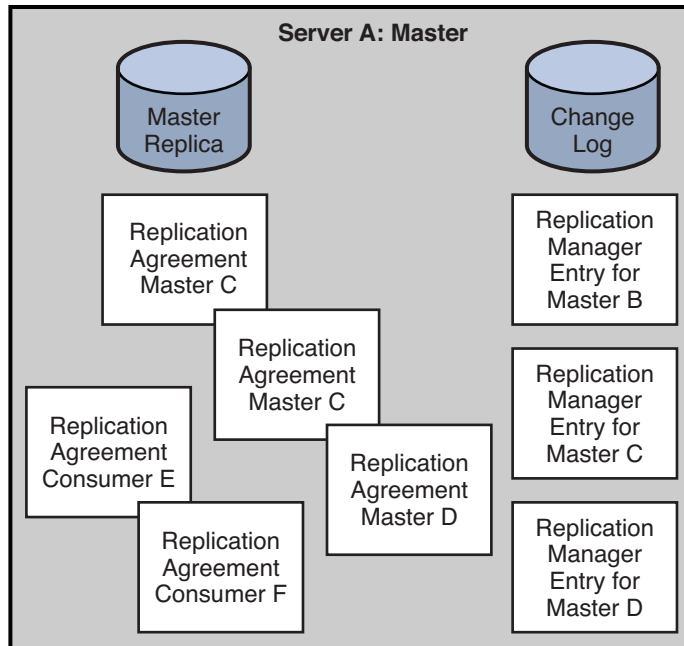 Server A: Master
Master
Replica
Change
Log
Replication
Agreement
Master C
Replication
Agreement
Master C
Replication
Agreement
Master D
Replication
Agreement
Consumer E
Replication
Agreement
Consumer F
Replication
Manager
Entry for
Master B
Replication
Manager
Entry for
Master C
Replication
Manager
Entry for
Master D